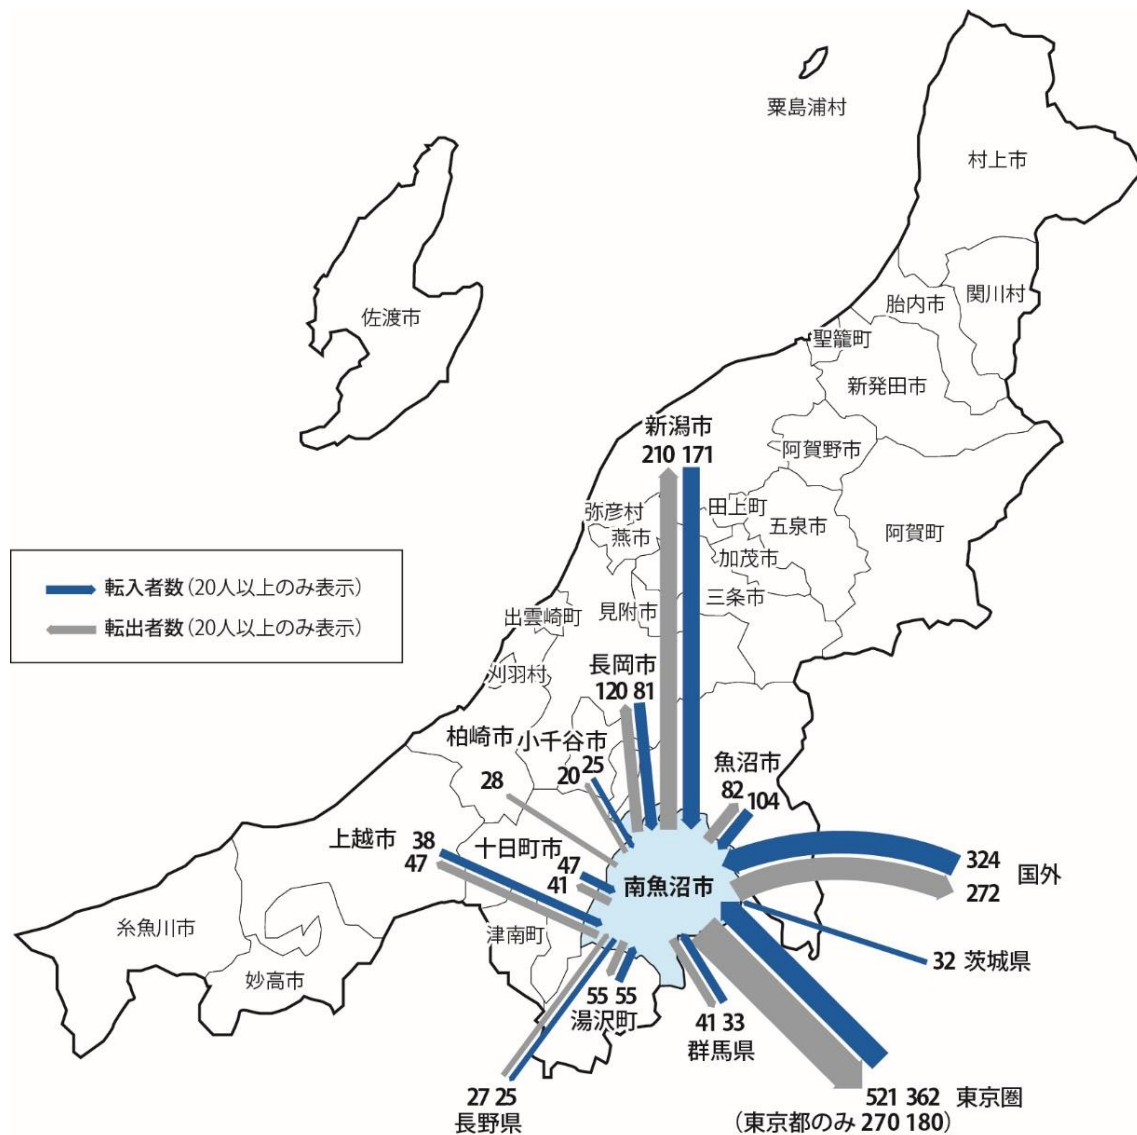 粟島浦村
村上市
関川村
胎内市
佐渡市
聖籠町
新発田市
新潟市
210 171
阿賀野市
弥彦村
田上町
五泉市
阿賀町
燕市
加茂市
転入者数(20人以上のみ表示)
転出者数(20人以上のみ表示)
出雲崎町
見附市
三条市
刈羽村
長岡市
120 81
柏崎市
28
小千谷市
20 25
魚沼市
82 104
上越市 38
47
十日町市
47
41
南魚沼市
324
272
国外
糸魚川市
妙高市
津南町
32 茨城県
55 55
湯沢町
41 33
群馬県
27 25
長野県
521 362 東京圏
(東京都のみ 270 180)